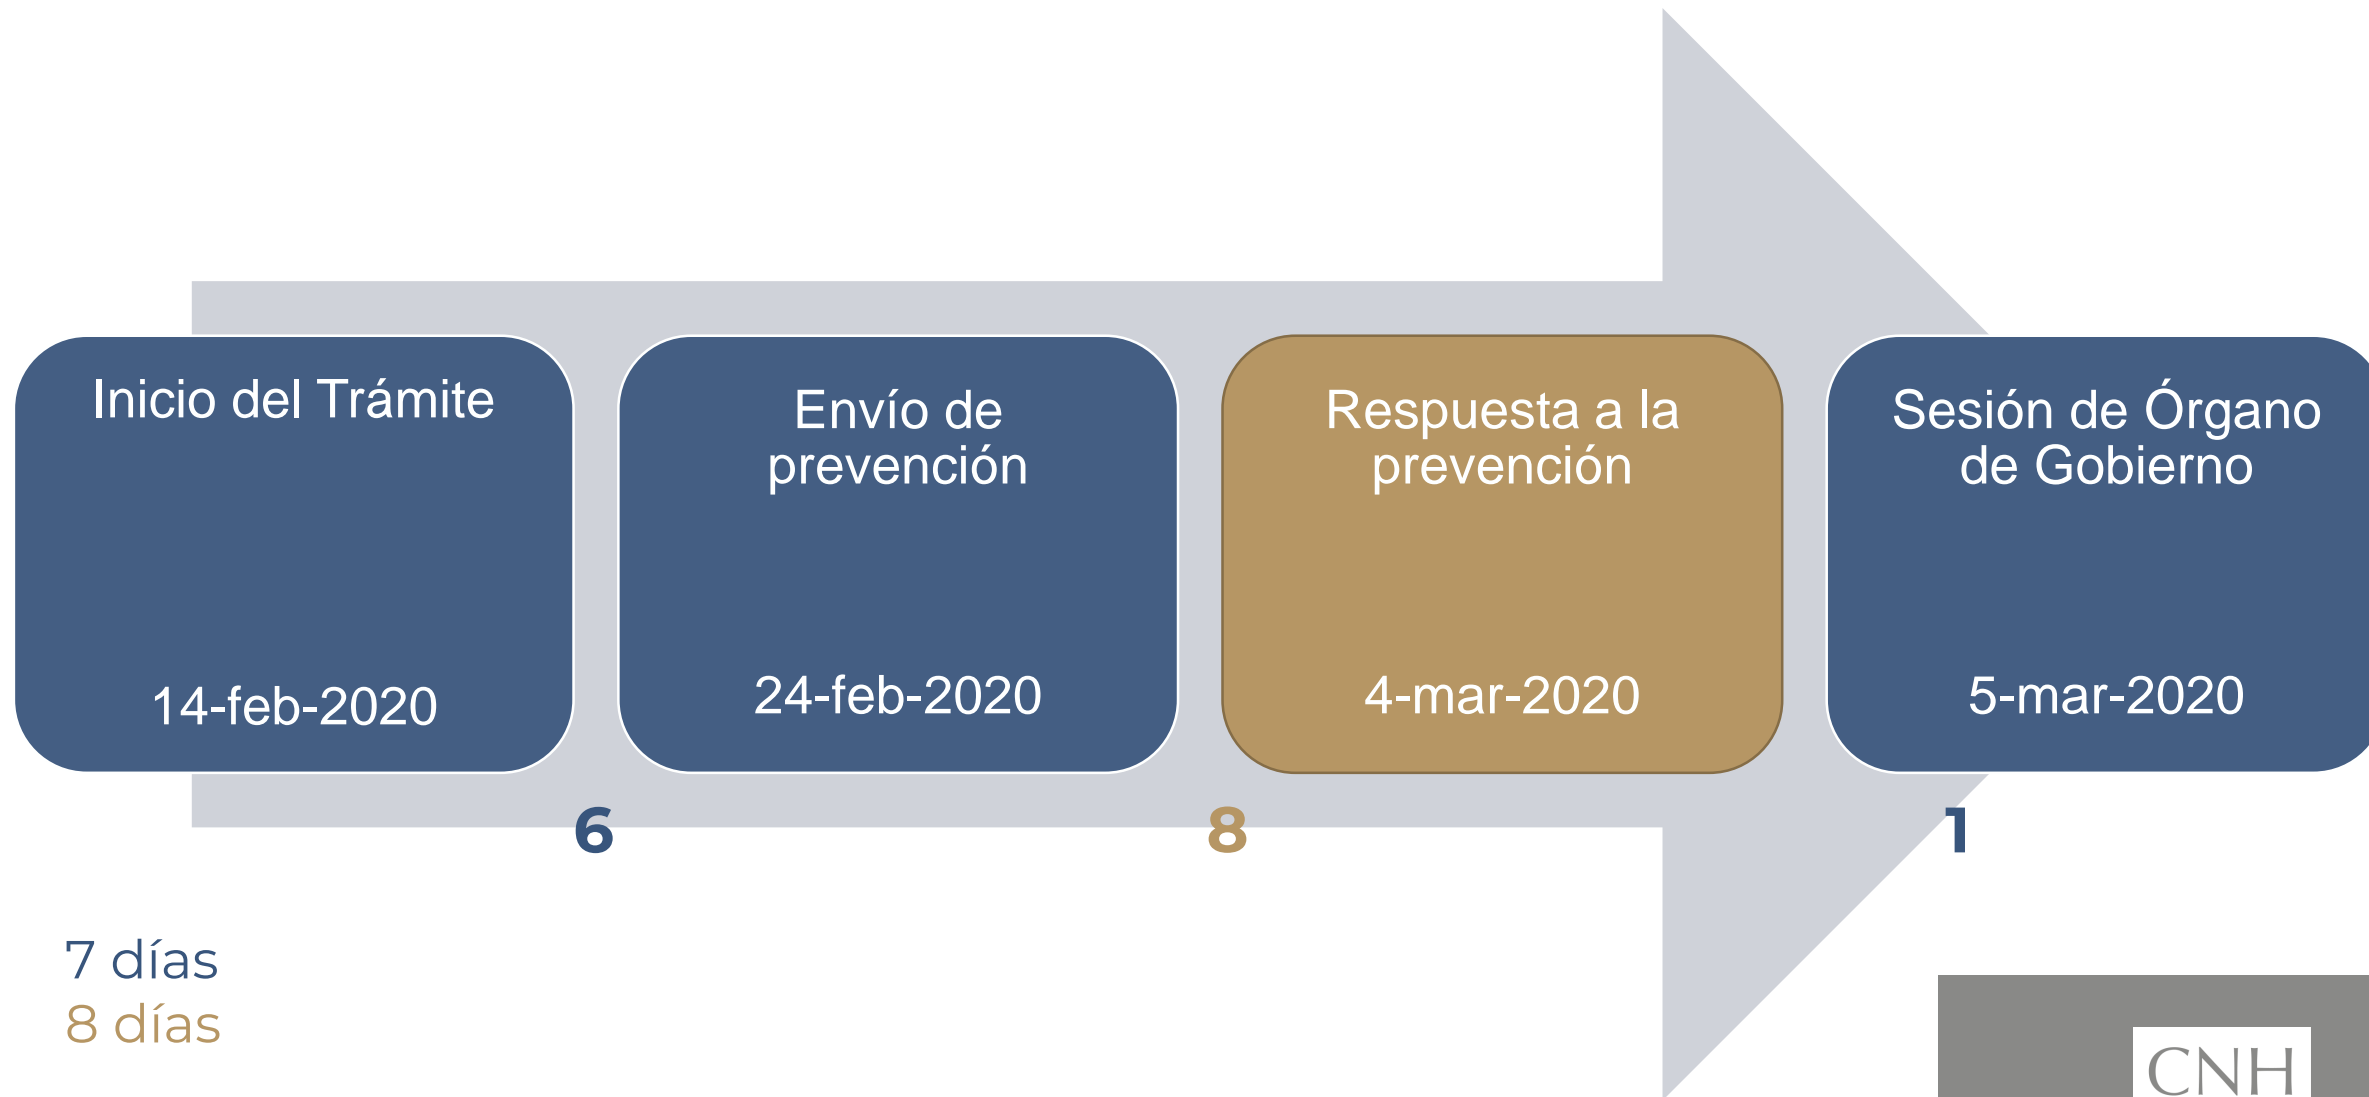 Inicio del Trámite
14-feb-2020
Envío de
prevención
24-feb-2020
Respuesta a la
prevención
4-mar-2020
Sesión de Órgano
de Gobierno
5-mar-2020
6
8
1
7 días
8 días
CNH